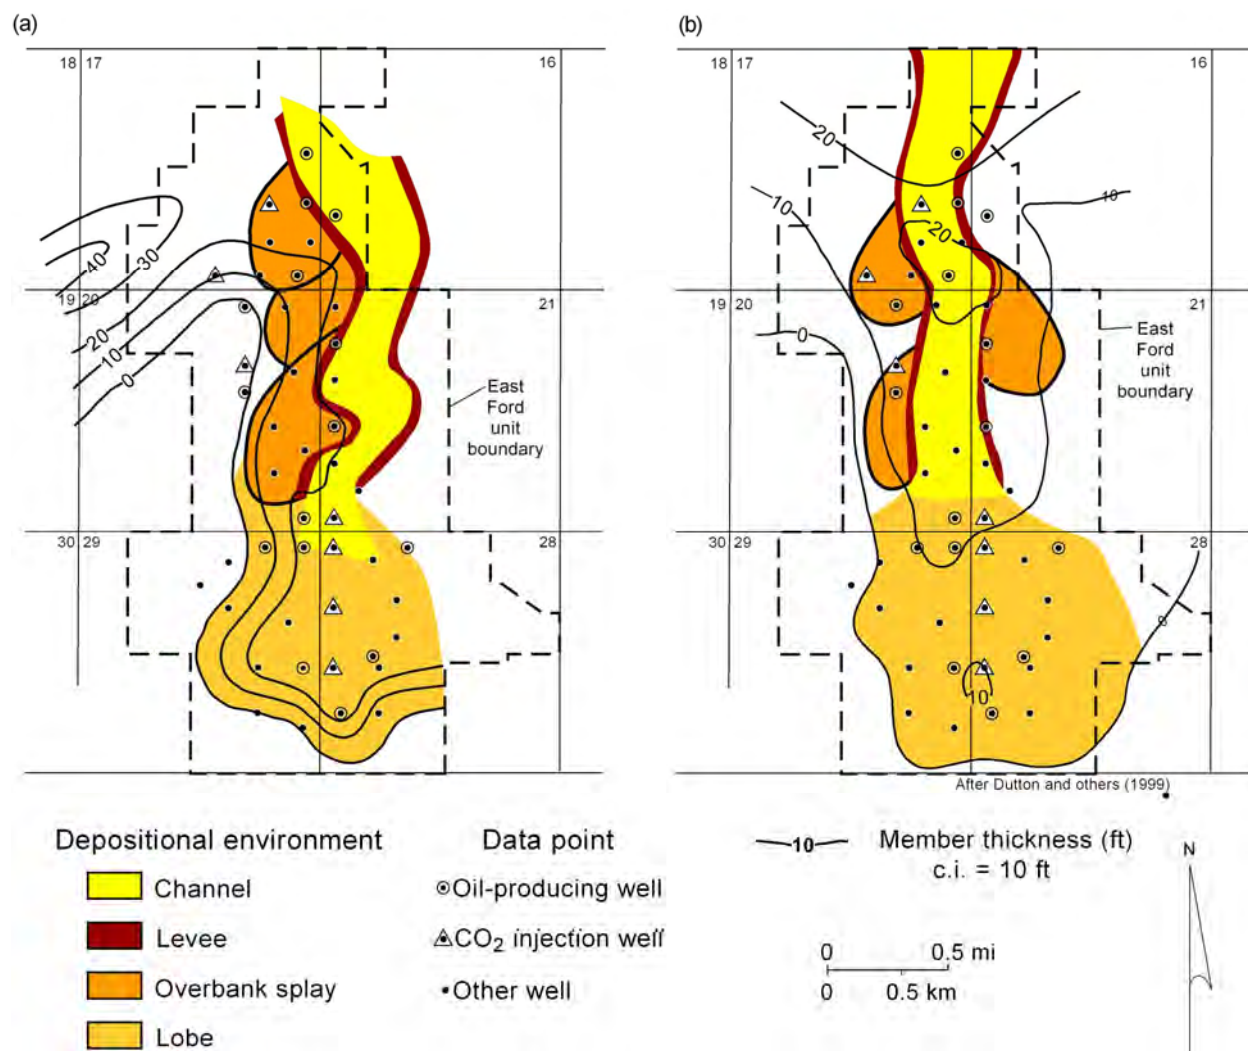 (a)
(b)
18 17
16
18 17
16
40
30
20
10
0
19 20
21
East
Ford
unit
boundary
30 29
28
20
10
10
20
0
19 20
21
East
Ford
unit
boundary
30 29
28
0
10
After Dutton and others (1999)
Depositional environment
Channel
Levee
Overbank splay
Lobe
Data point
Oil-producing well
CO2 injection well
Other well
10
Member thickness (ft)
c.i. = 10 ft
0 0.5 mi
0 0.5 km
N